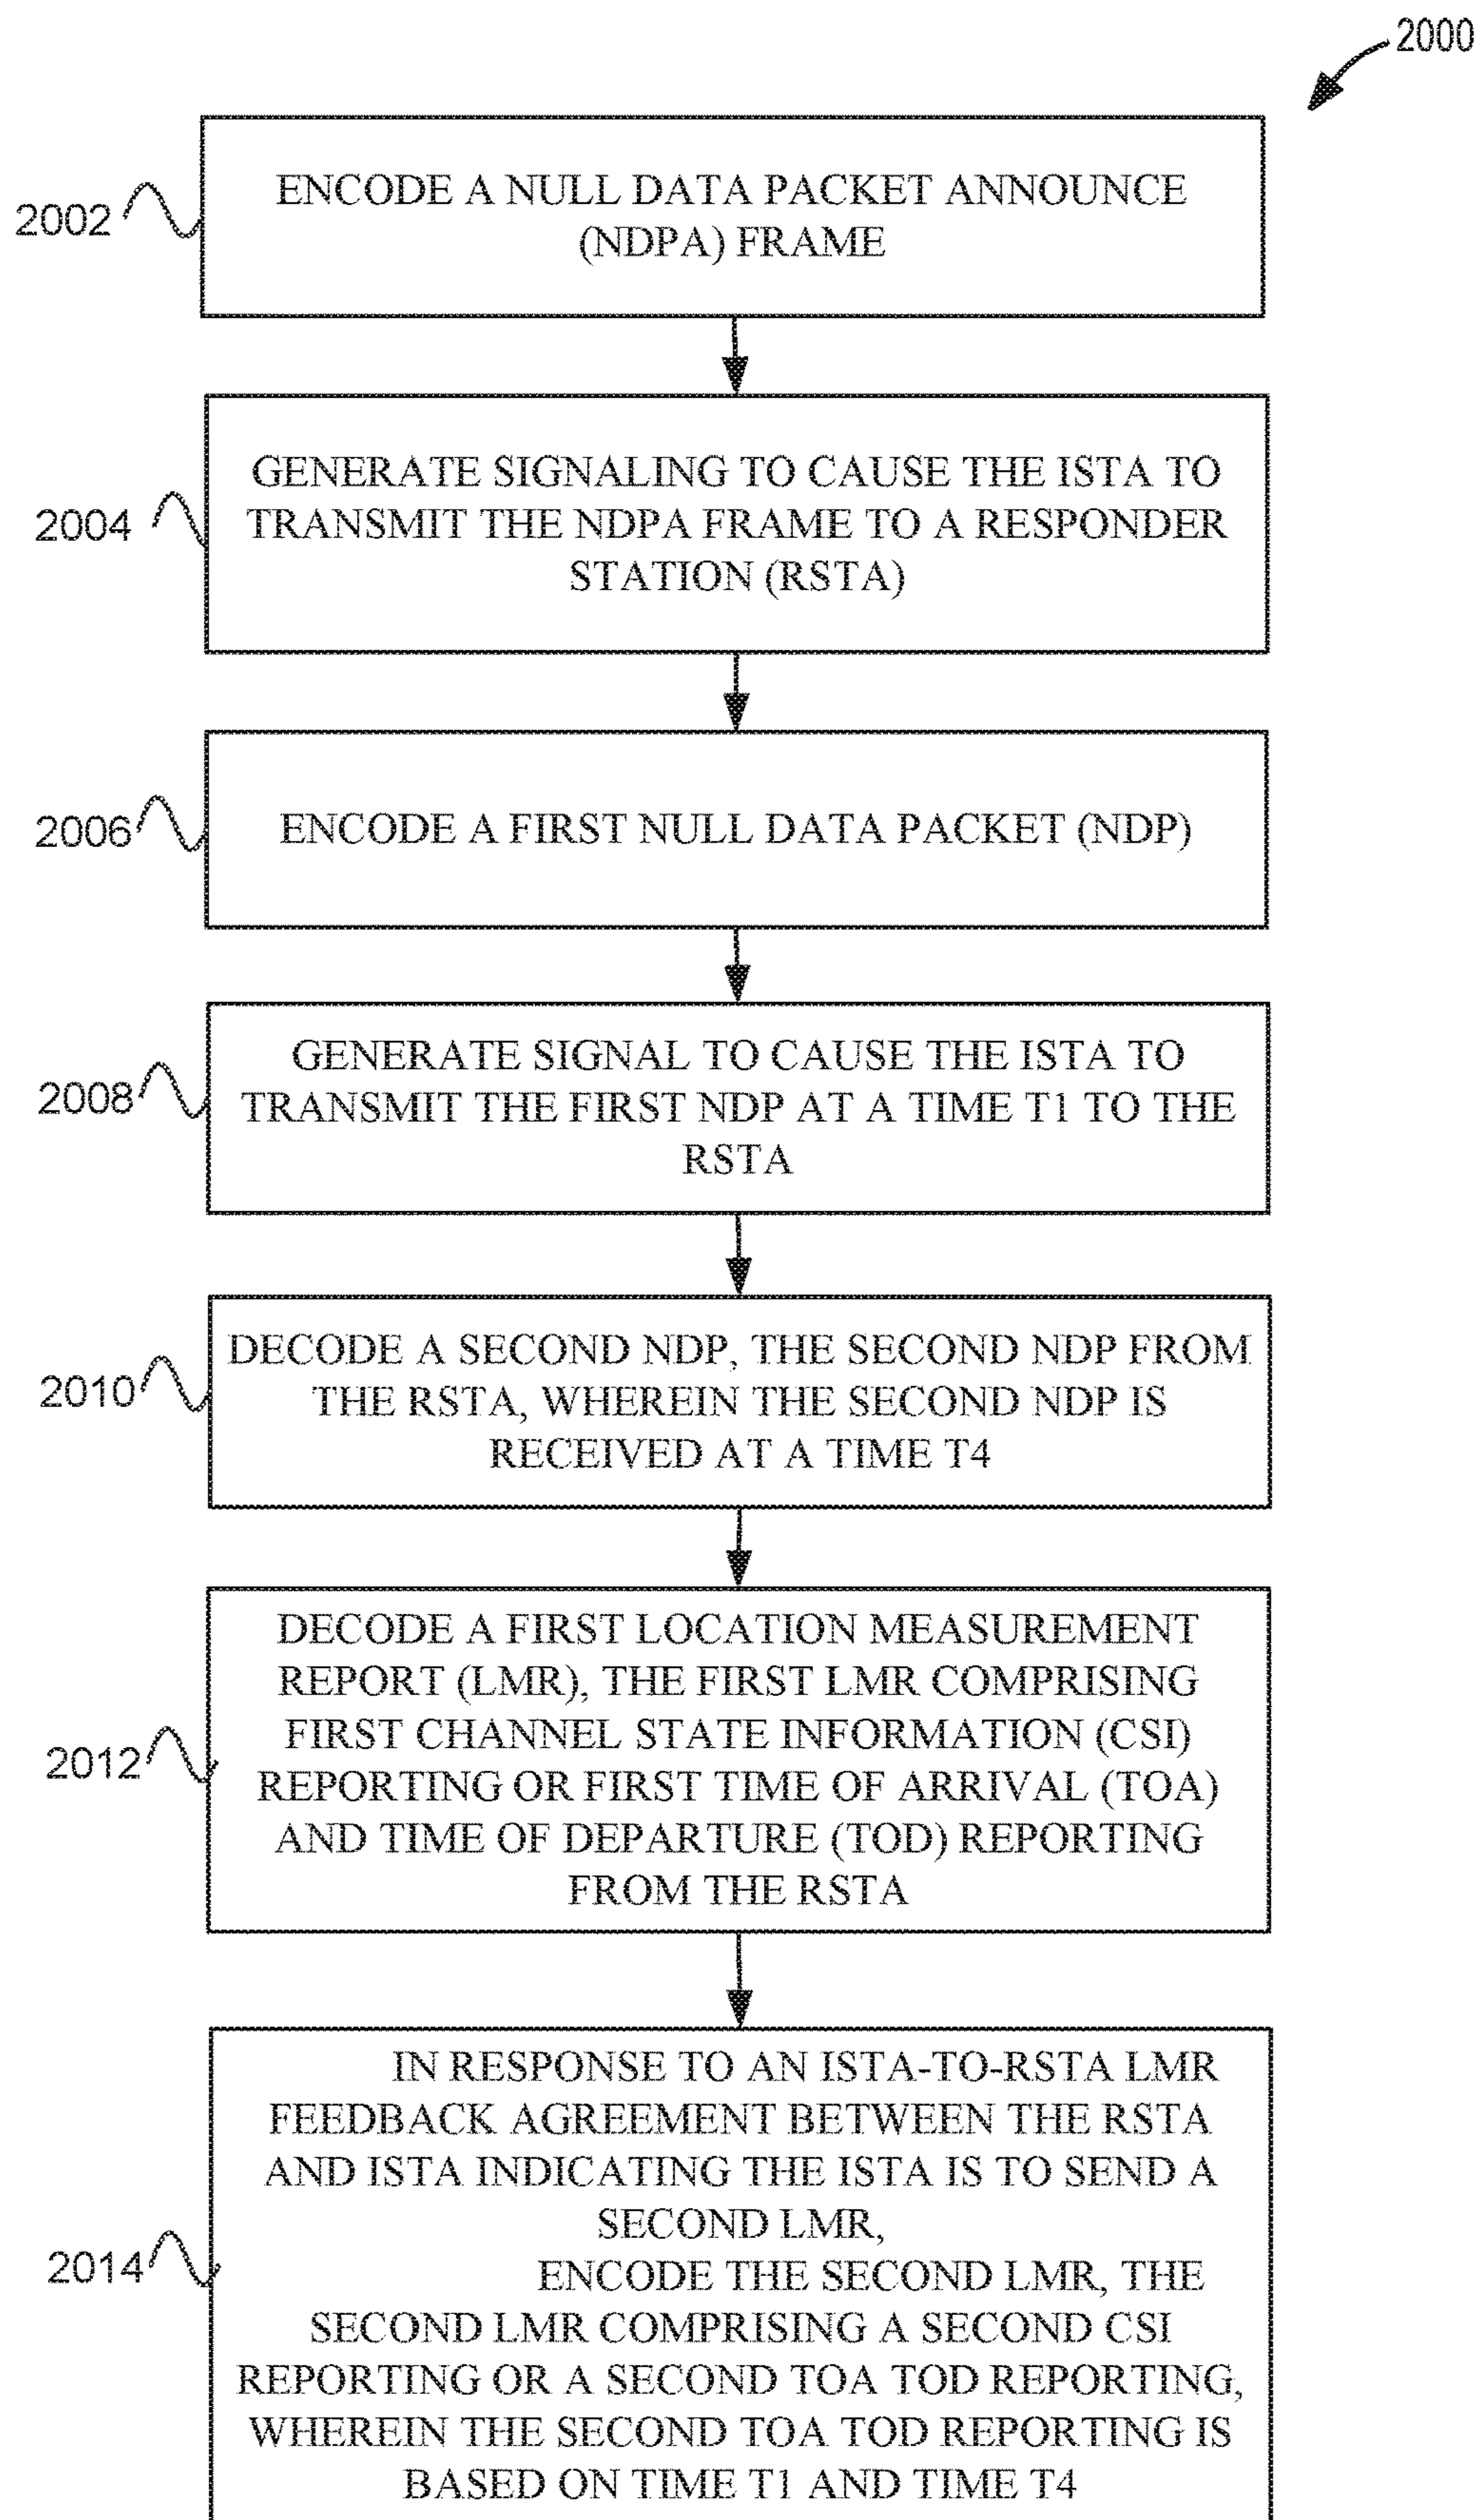 2000
2002
ENCODE A NULL DATA PACKET ANNOUNCE
(NDPA) FRAME
2004
GENERATE SIGNALING TO CAUSE THE ISTA TO
TRANSMIT THE NDPA FRAME TO A RESPONDER
STATION (RSTA)
2006
ENCODE A FIRST NULL DATA PACKET (NDP)
2008
GENERATE SIGNAL TO CAUSE THE ISTA TO
TRANSMIT THE FIRST NDP AT A TIME T1 TO THE
RSTA
2010
DECODE A SECOND NDP, THE SECOND NDP FROM
THE RSTA, WHEREIN THE SECOND NDP IS
RECEIVED AT A TIME T4
2012
DECODE A FIRST LOCATION MEASUREMENT
REPORT (LMR), THE FIRST LMR COMPRISING
FIRST CHANNEL STATE INFORMATION (CSI)
REPORTING OR FIRST TIME OF ARRIVAL (TOA)
AND TIME OF DEPARTURE (TOD) REPORTING
FROM THE RSTA
2014
IN RESPONSE TO AN ISTA-TO-RSTA LMR
FEEDBACK AGREEMENT BETWEEN THE RSTA
AND ISTA INDICATING THE ISTA IS TO SEND A
SECOND LMR,
ENCODE THE SECOND LMR, THE
SECOND LMR COMPRISING A SECOND CSI
REPORTING OR A SECOND TOA TOD REPORTING,
WHEREIN THE SECOND TOA TOD REPORTING IS
BASED ON TIME T1 AND TIME T4